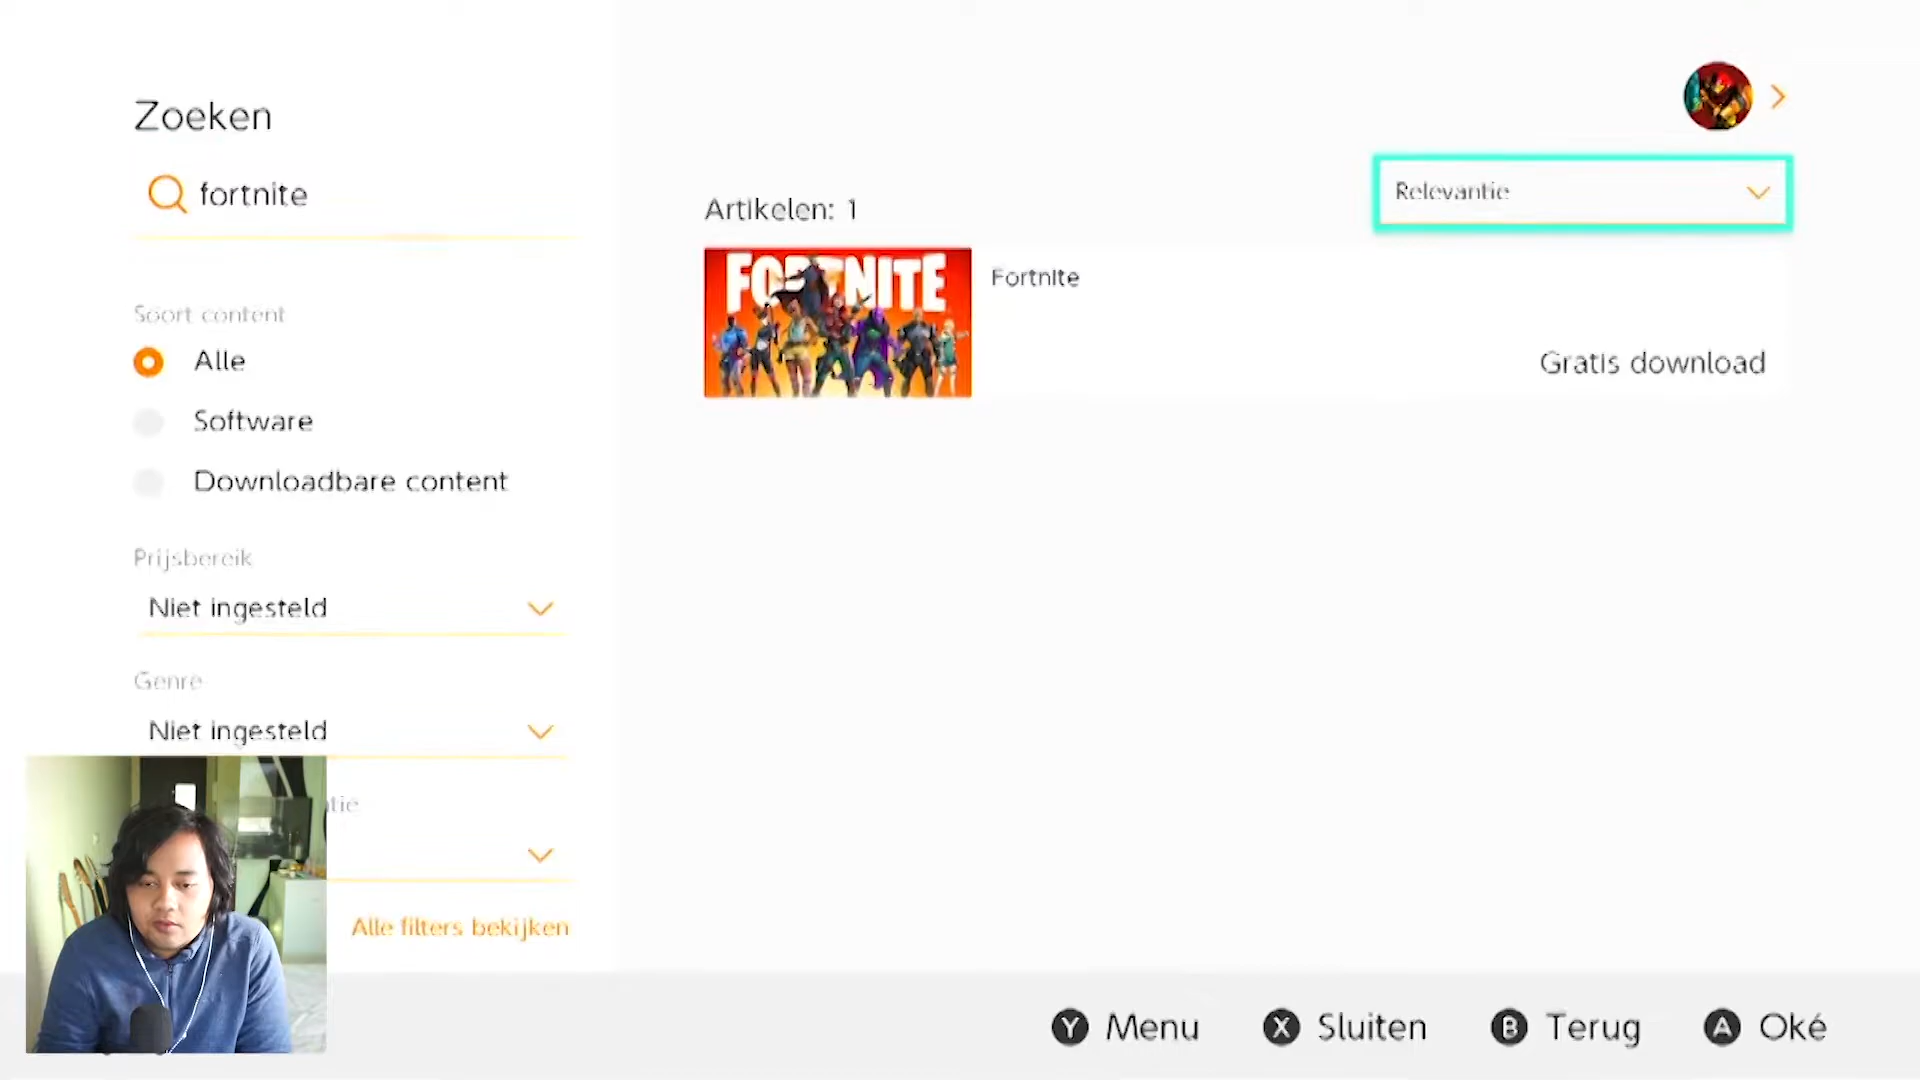 Zoeken
fortnite
Soort content
Alle
Software
Downloadbare content
Prijsbereik
Niet ingesteld
Genre
Niet ingesteld
tie
Alle filters bekijken
Relevantie
Artikelen: 1
FORTNITE
Fortnite
Gratis download
Y Menu
X Sluiten
B Terug
A Oké